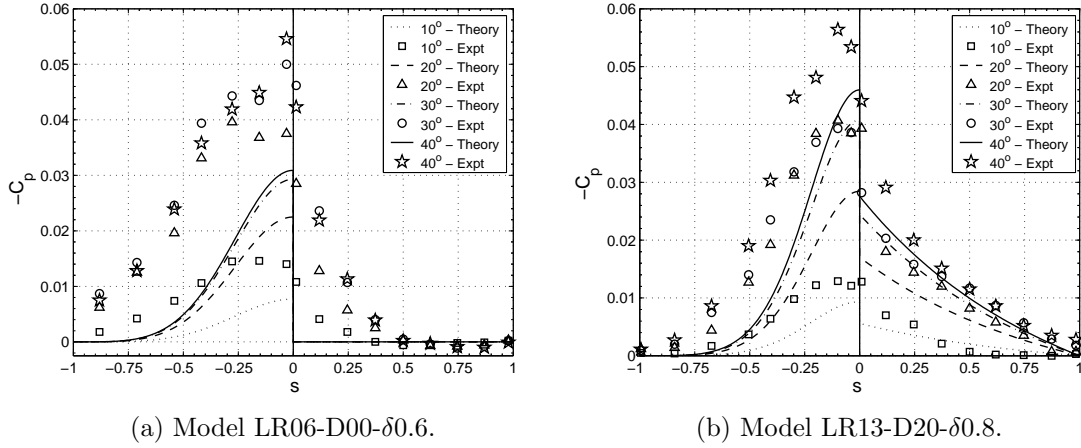 0.06
0.05
0.04
0.03
0.02
0.01
0
−Cp
−1
−0.75
−0.5
−0.25
0
0.25
0.5
0.75
1
s
10° − Theory
10° − Expt
20° − Theory
20° − Expt
30° − Theory
30° − Expt
40° − Theory
40° − Expt
(a) Model LR06-D00-δ0.6.
0.06
0.05
0.04
0.03
0.02
0.01
0
−Cp
−1
−0.75
−0.5
−0.25
0
0.25
0.5
0.75
1
s
10° − Theory
10° − Expt
20° − Theory
20° − Expt
30° − Theory
30° − Expt
40° − Theory
40° − Expt
(b) Model LR13-D20-δ0.8.